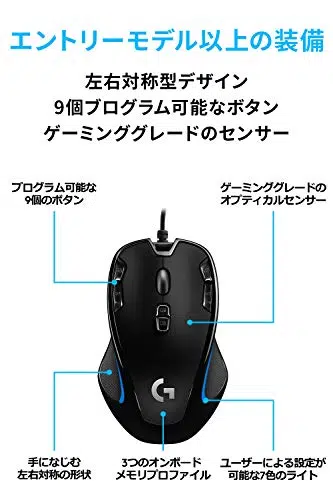 エントリーモデル以上の装備
左右対称型デザイン
9個プログラム可能なボタン
ゲーミンググレードのセンサー
プログラム可能な
9個のボタン
ゲーミンググレードの
オプティカルセンサー
G
手になじむ
左右対称の形状
3つのオンボード
メモリプロファイル
ユーザーによる設定が
可能な7色のライト